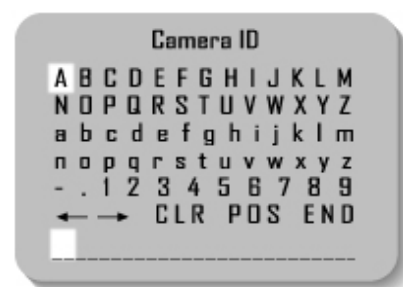 Camera ID
A B C D E F G H I J K L M
N O P Q R S T U V W X Y Z
a b c d e f g h i j k l m
n o p q r s t u v w x y z
- . 1 2 3 4 5 6 7 8 9
← → CLR POS END